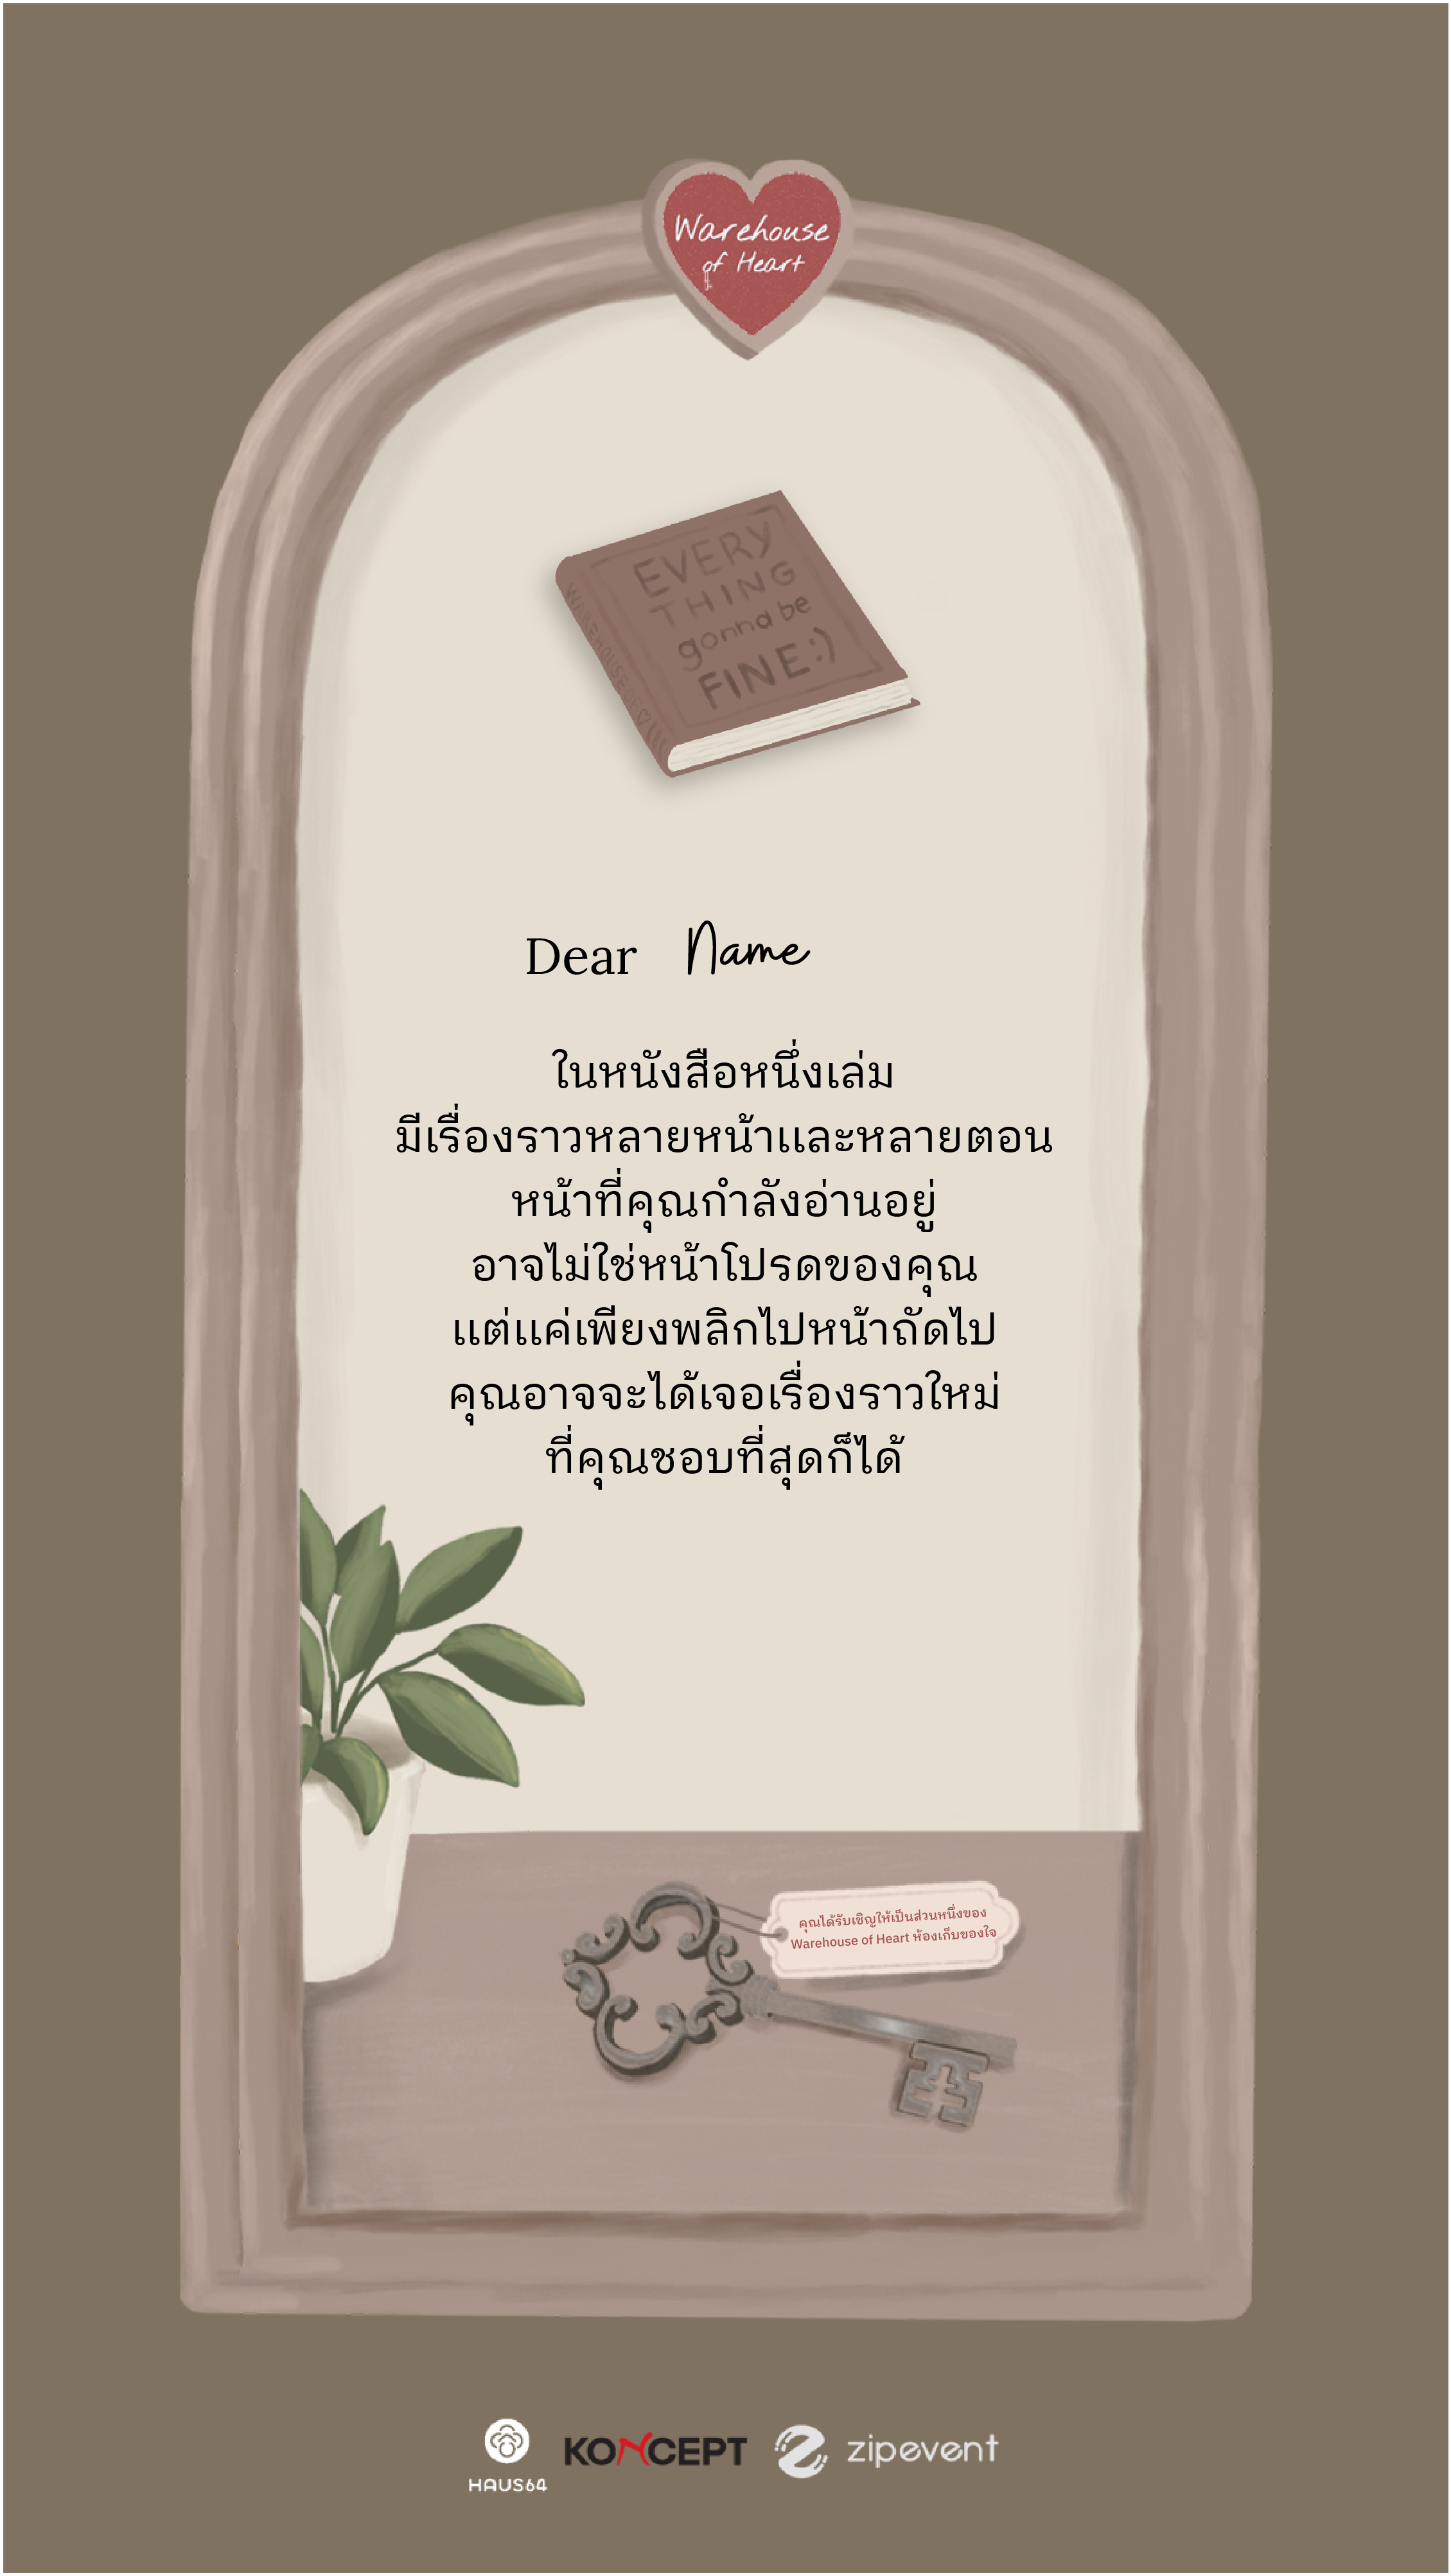 Warehouse
of Heart
EVERY
THING
gonna be
FINE:)
WAREHOUSE OF ♡
Dear Name
ในหนังสือหนึ่งเล่ม
มีเรื่องราวหลายหน้าและหลายตอน
หน้าที่คุณกำลังอ่านอยู่
อาจไม่ใช่หน้าโปรดของคุณ
แต่แค่เพียงพลิกไปหน้าถัดไป
คุณอาจจะได้เจอเรื่องราวใหม่
ที่คุณชอบที่สุดก็ได้
คุณได้รับเชิญให้เป็นส่วนหนึ่งของ
Warehouse of Heart ห้องเก็บของใจ
HAUS64
KONCEPT
zipevent